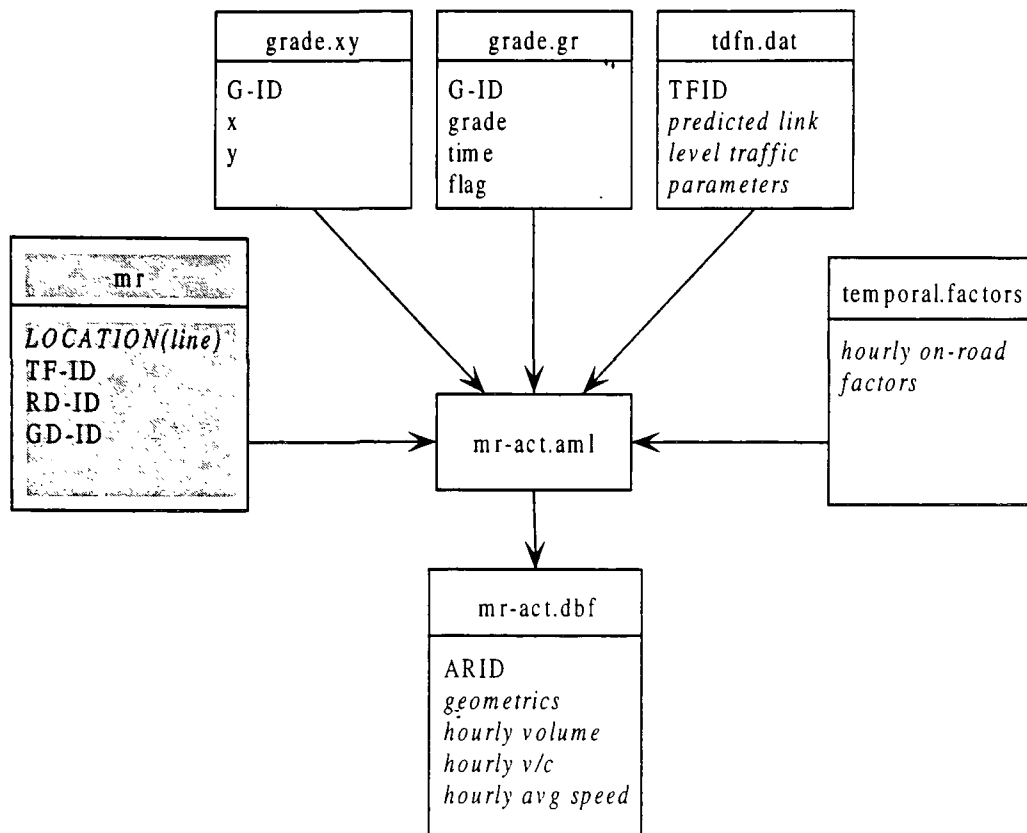 grade.xy
G-ID
x
y
grade.gr
G-ID
grade
time
flag
tdfn.dat
TFID
predicted link
level traffic
parameters
mr
LOCATION(line)
TF-ID
RD-ID
GD-ID
temporal.factors
hourly on-road
factors
mr-act.aml
mr-act.dbf
ARID
geometrics
hourly volume
hourly v/c
hourly avg speed